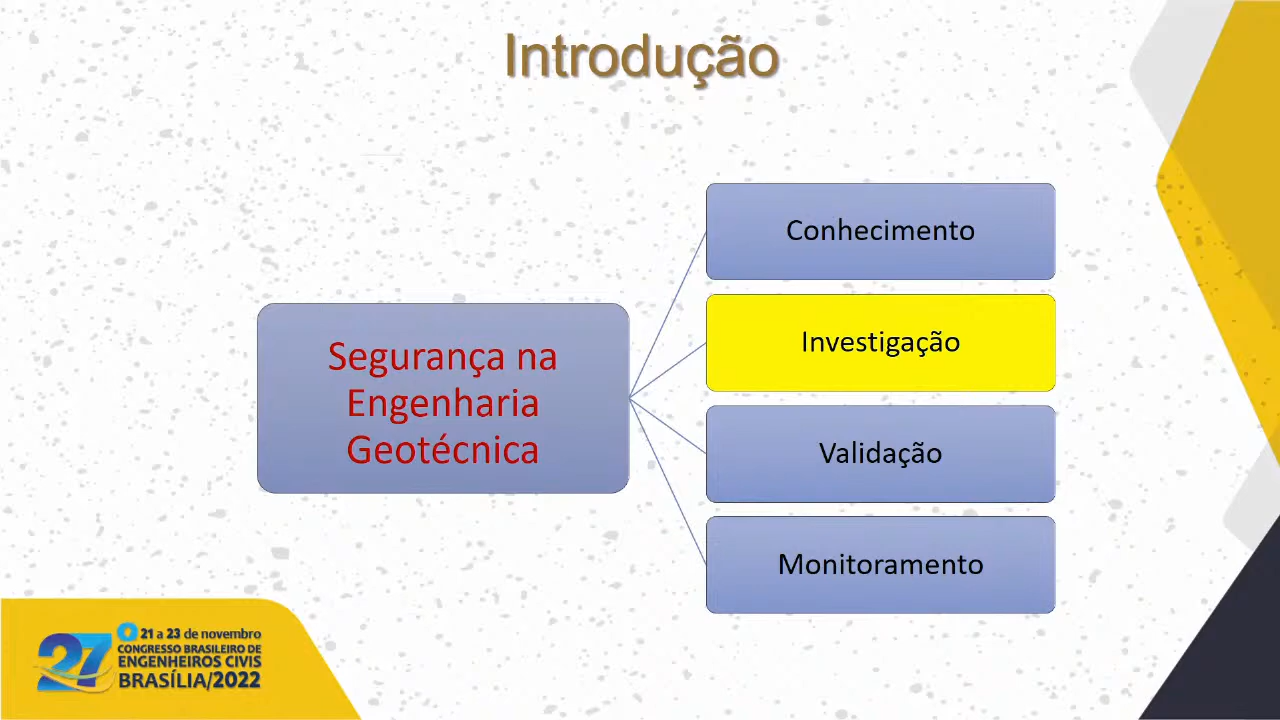 Introdução
Segurança na
Engenharia
Geotécnica
Conhecimento
Investigação
Validação
Monitoramento
27
21 a 23 de novembro
CONGRESSO BRASILEIRO DE
ENGENHEIROS CIVIS
BRASÍLIA/2022